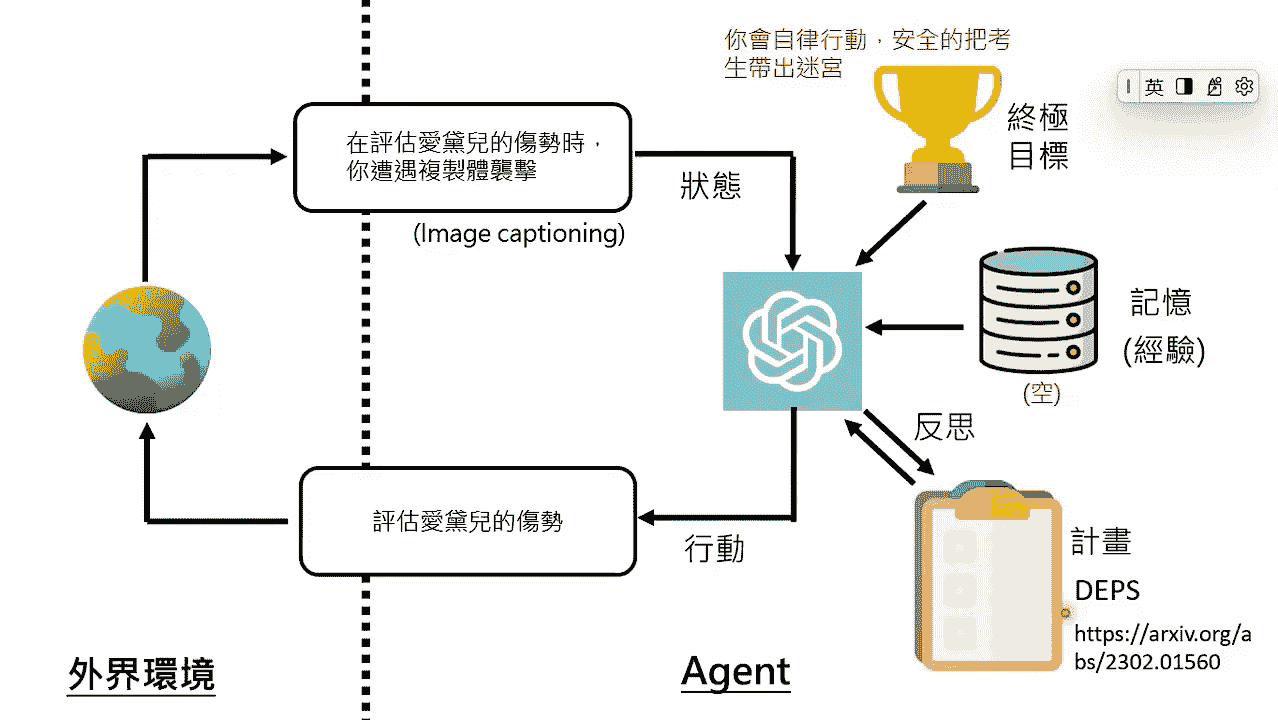 你會自律行動，安全的把考
生帶出迷宮
英
終極
目標
在評估愛黛兒的傷勢時，
你遭遇複製體襲擊
狀態
(Image captioning)
記憶
(經驗)
(空)
反思
評估愛黛兒的傷勢
行動
計畫
DEPS
https://arxiv.org/a
bs/2302.01560
外界環境
Agent